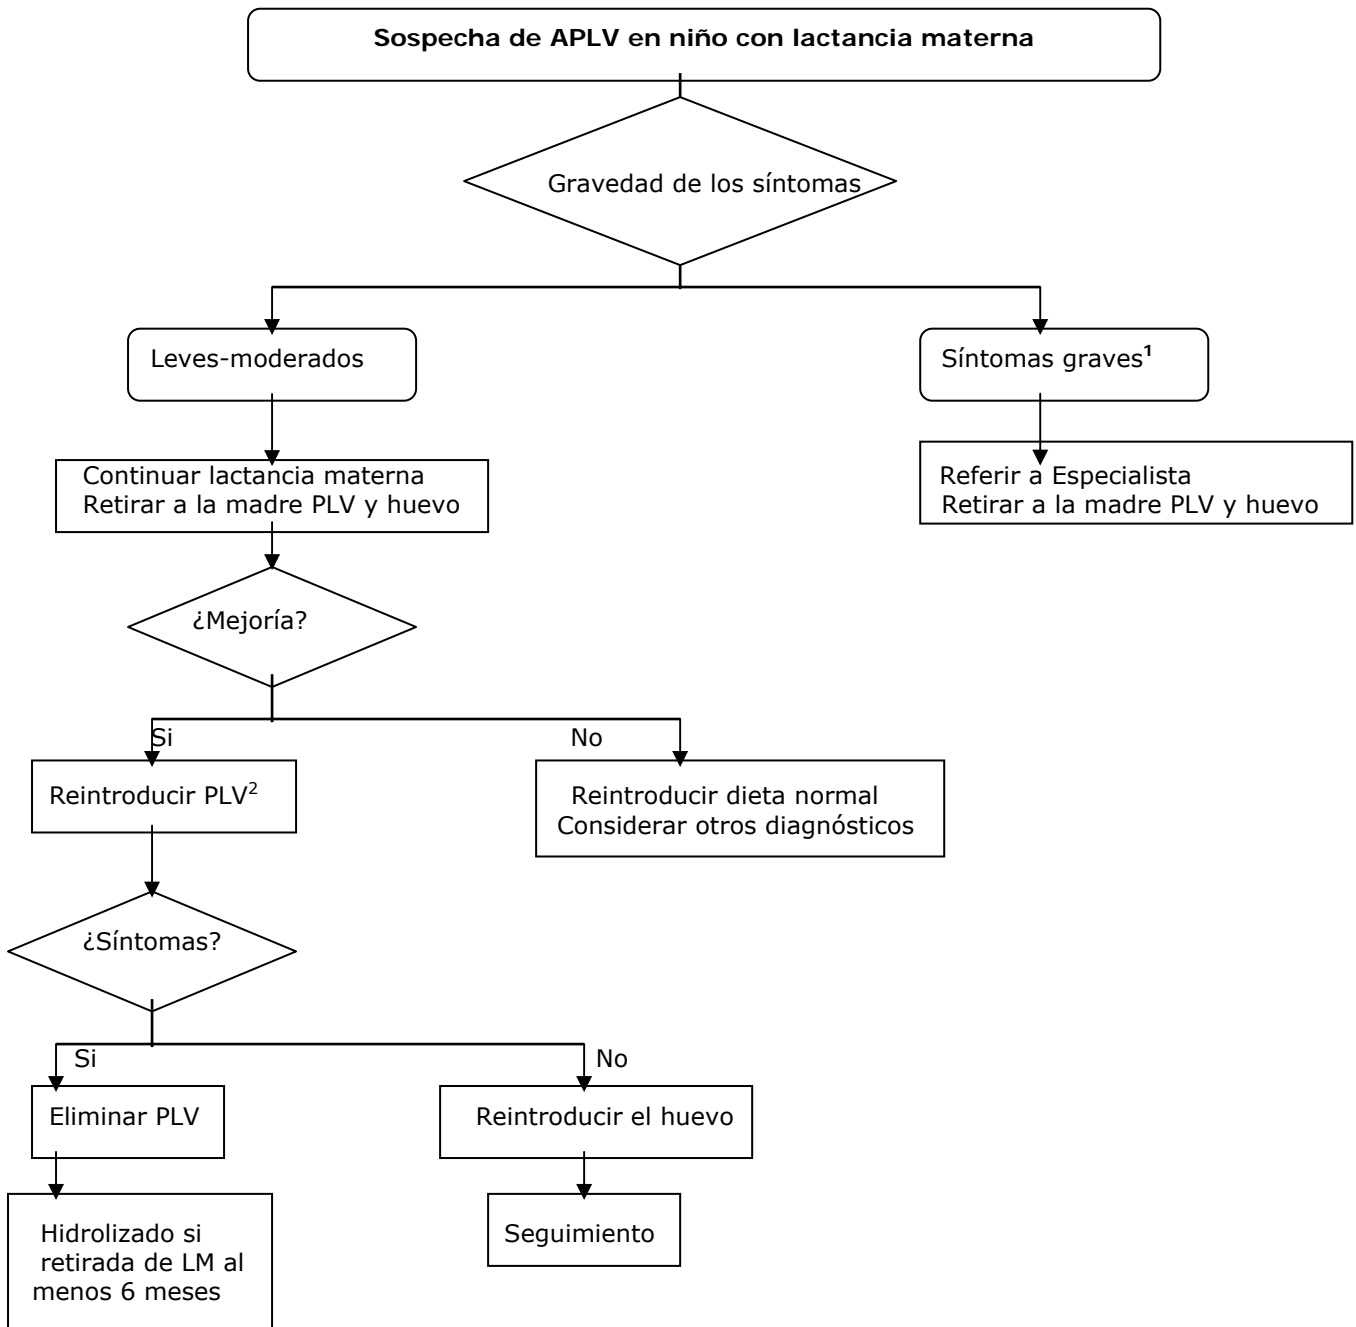 Sospecha de APLV en niño con lactancia materna
Gravedad de los síntomas
Leves-moderados
Síntomas graves¹
Continuar lactancia materna
Retirar a la madre PLV y huevo
Referir a Especialista
Retirar a la madre PLV y huevo
¿Mejoría?
Si
No
Reintroducir PLV²
Reintroducir dieta normal
Considerar otros diagnósticos
¿Síntomas?
Si
No
Eliminar PLV
Reintroducir el huevo
Hidrolizado si
retirada de LM al
menos 6 meses
Seguimiento